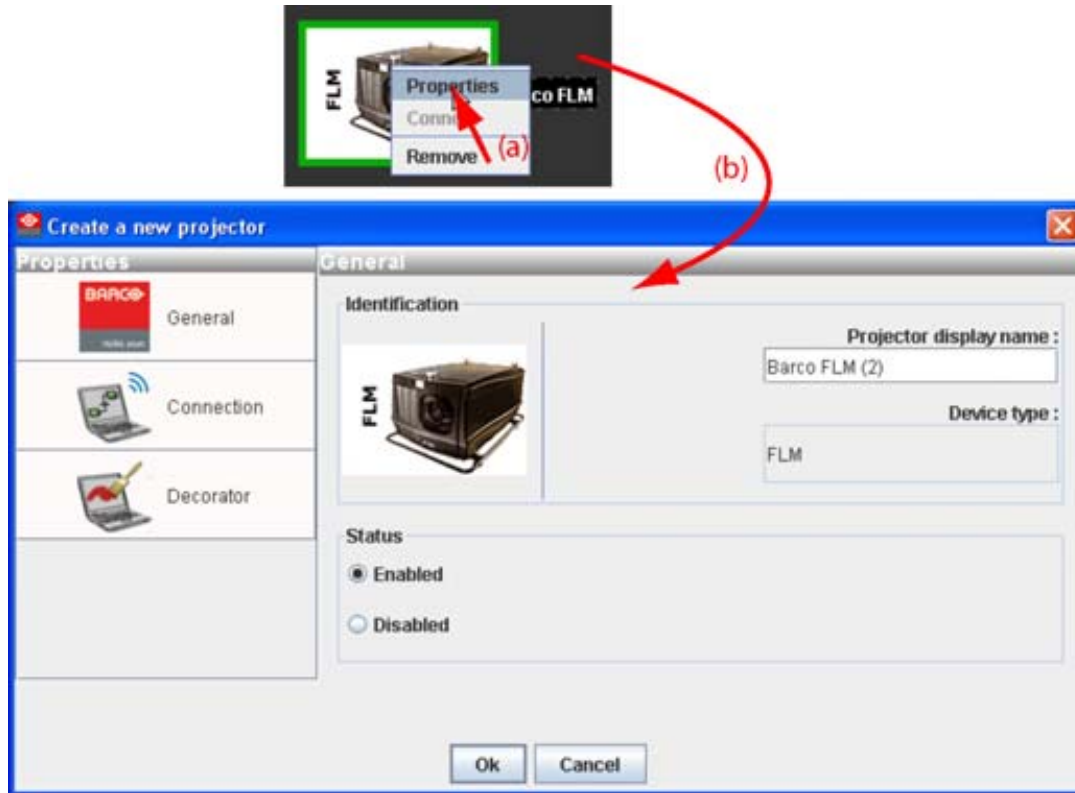 FLM
Properties
co FLM
Remove
(a)
(b)
Create a new projector
Properties
General
BARCO
General
Connection
Decorator
Identification
FLM
Projector display name :
Barco FLM (2)
Device type :
FLM
Status
Enabled
Disabled
Ok
Cancel